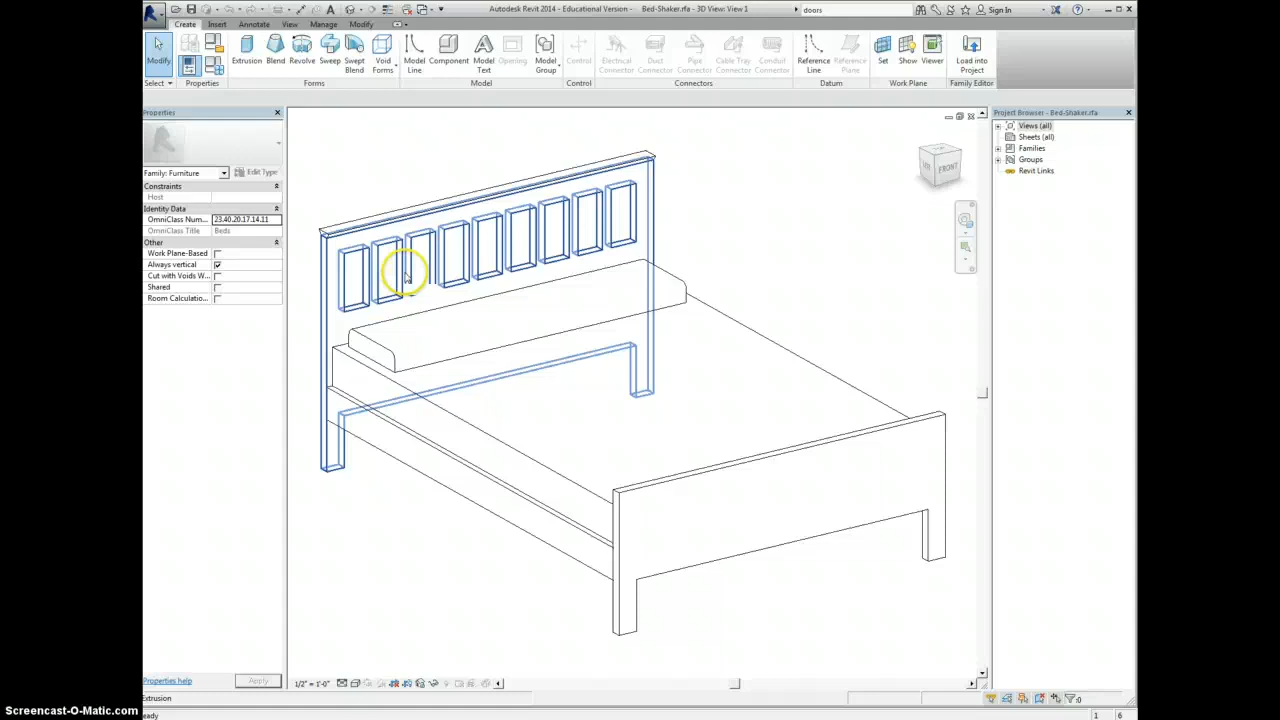 Autodesk Revit 2014 - Educational Version - Bed-Shaker.rfa - 3D View: View 1
doors
Sign In
Create Insert Annotate View Manage Modify
Modify
Extrusion Blend Revolve Sweep Swept Blend Void Forms
Model Line Component Model Text Opening Model Group
Control
Electrical Connector Duct Connector Pipe Connector Cable Tray Connector Conduit Connector
Reference Line Reference Plane
Set Show Viewer
Load into Project
Select Properties Forms Model Control Connectors Datum Work Plane Family Editor
Properties
Family: Furniture
Edit Type
Constraints
Host
Identity Data
OmniClass Num... 23.40.20.17.14.11
OmniClass Title Beds
Other
Work Plane-Based
Always vertical
Cut with Voids W...
Shared
Room Calculatio...
Properties help
Apply
FRONT
Project Browser - Bed-Shaker.rfa
Views (all)
Sheets (all)
Families
Groups
Revit Links
1/2" = 1'-0"
Extrusion
:0
eady
1 6
Screencast-O-Matic.com